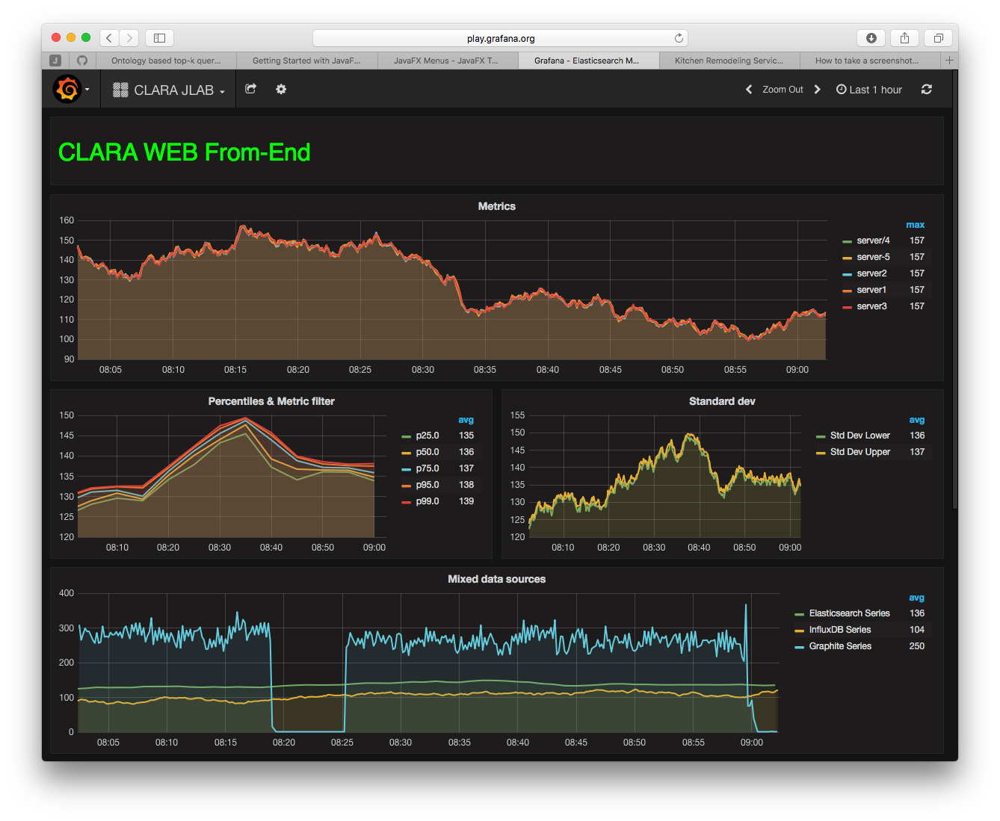 play.grafana.org
J
Ontology based top-k quer...
Getting Started with JavaF...
JavaFX Menus - JavaFX T...
Grafana - Elasticsearch M...
Kitchen Remodeling Servic...
How to take a screenshot...
CLARA JLAB
Zoom Out
Last 1 hour
CLARA WEB From-End
Metrics
160
150
140
130
120
110
100
90
08:05 08:10 08:15 08:20 08:25 08:30 08:35 08:40 08:45 08:50 08:55 09:00
max
server/4 157
server-5 157
server2 157
server1 157
server3 157
Percentiles & Metric filter
150
145
140
135
130
125
120
08:10 08:20 08:30 08:40 08:50 09:00
avg
p25.0 135
p50.0 136
p75.0 137
p95.0 138
p99.0 139
Standard dev
155
150
145
140
135
130
125
120
08:10 08:20 08:30 08:40 08:50 09:00
avg
Std Dev Lower 136
Std Dev Upper 137
Mixed data sources
400
300
200
100
0
08:05 08:10 08:15 08:20 08:25 08:30 08:35 08:40 08:45 08:50 08:55 09:00
avg
Elasticsearch Series 136
InfluxDB Series 104
Graphite Series 250